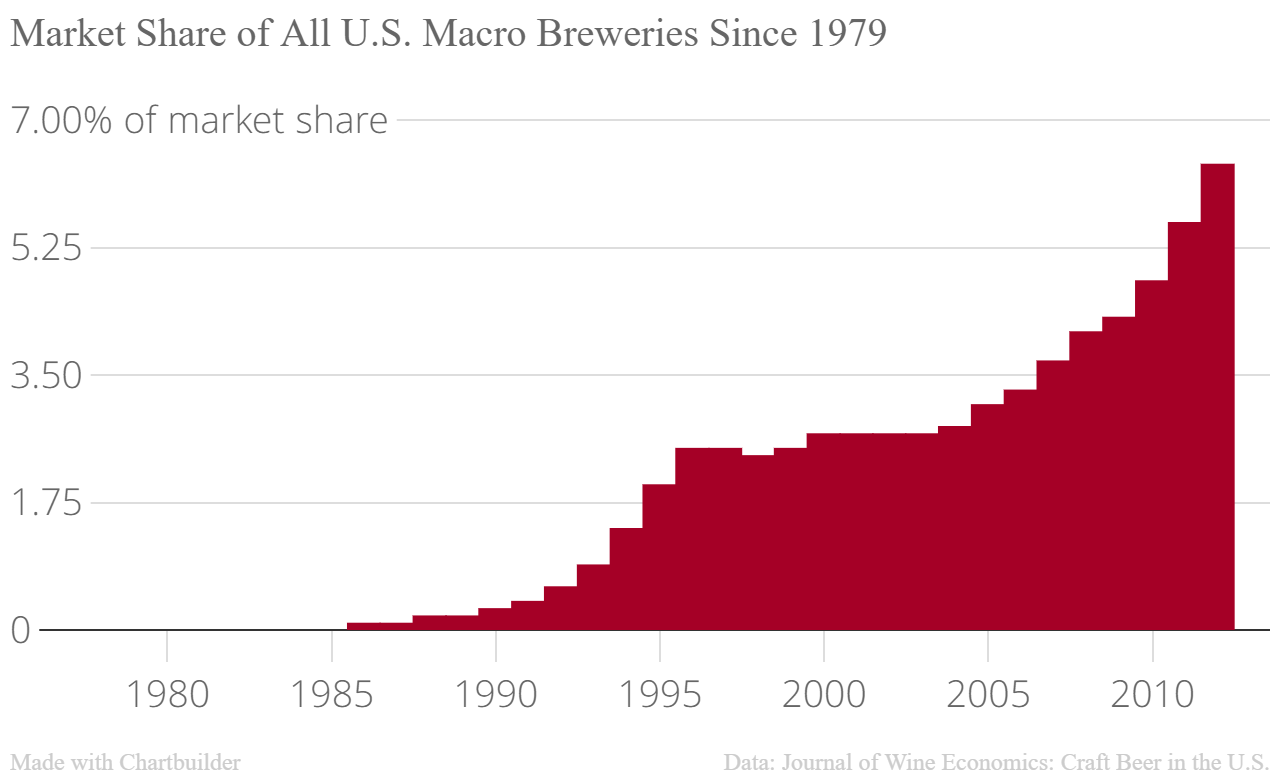 Market Share of All U.S. Macro Breweries Since 1979
7.00% of market share
5.25
3.50
1.75
0
1980 1985 1990 1995 2000 2005 2010
Made with Chartbuilder Data: Journal of Wine Economics: Craft Beer in the U.S.